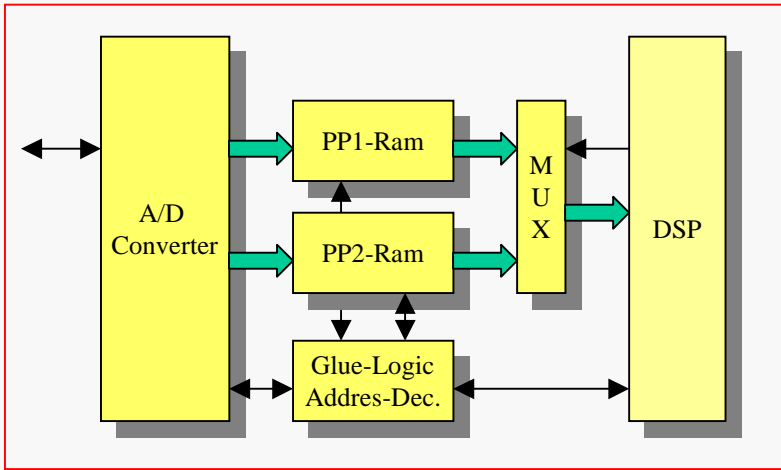 A/D
Converter
PP1-Ram
PP2-Ram
Glue-Logic
Addres-Dec.
M
U
X
DSP